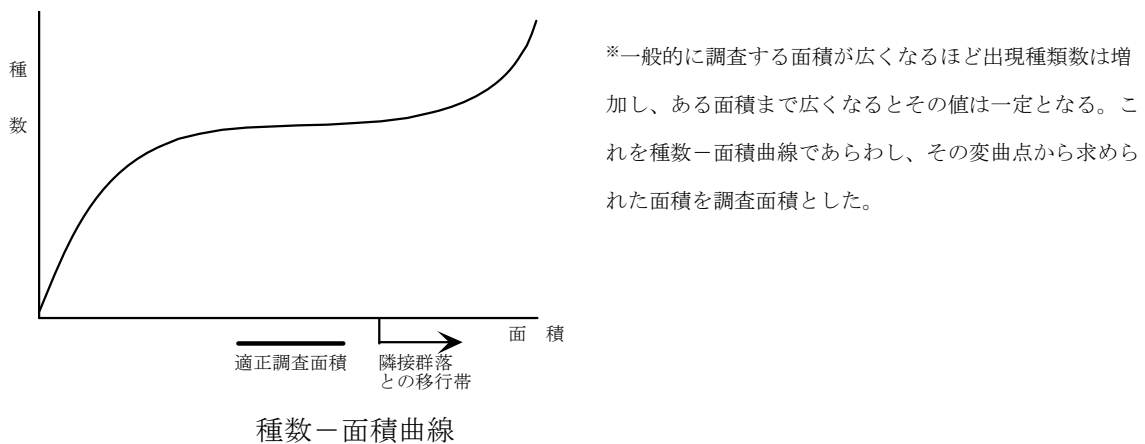 種
数
※一般的に調査する面積が広くなるほど出現種類数は増
加し、ある面積まで広くなるとその値は一定となる。こ
れを種数－面積曲線であらわし、その変曲点から求めら
れた面積を調査面積とした。
面　積
適正調査面積
隣接群落
との移行帯
種数－面積曲線